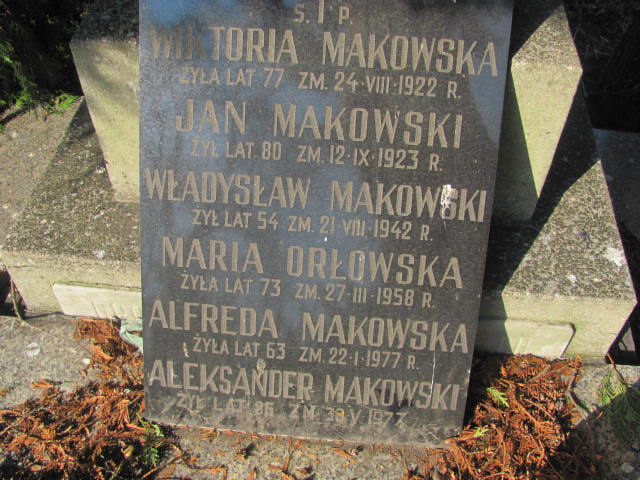 Ś. I P.
WIKTORIA MAKOWSKA
ŻYŁA LAT 77 ZM. 24·VIII·1922 R.
JAN MAKOWSKI
ŻYŁ LAT 80 ZM. 12·IX·1923 R.
WŁADYSŁAW MAKOWSKI
ŻYŁ LAT 54 ZM. 21 VIII·1942 R.
MARIA ORŁOWSKA
ŻYŁA LAT 73 ZM. 27·III·1958 R.
ALFREDA MAKOWSKA
ŻYŁA LAT 63 ZM. 22·I·1977 R.
ALEKSANDER MAKOWSKI
ŻYŁ LAT ZM.